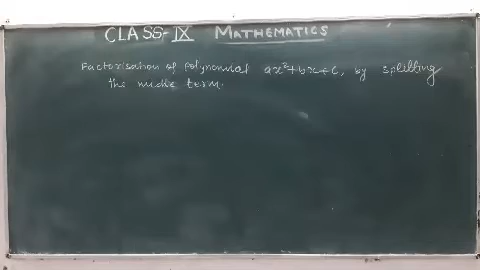 CLASS-IX MATHEMATICS
Factorisation of polynomial ax²+bx+c, by splitting
the middle term.